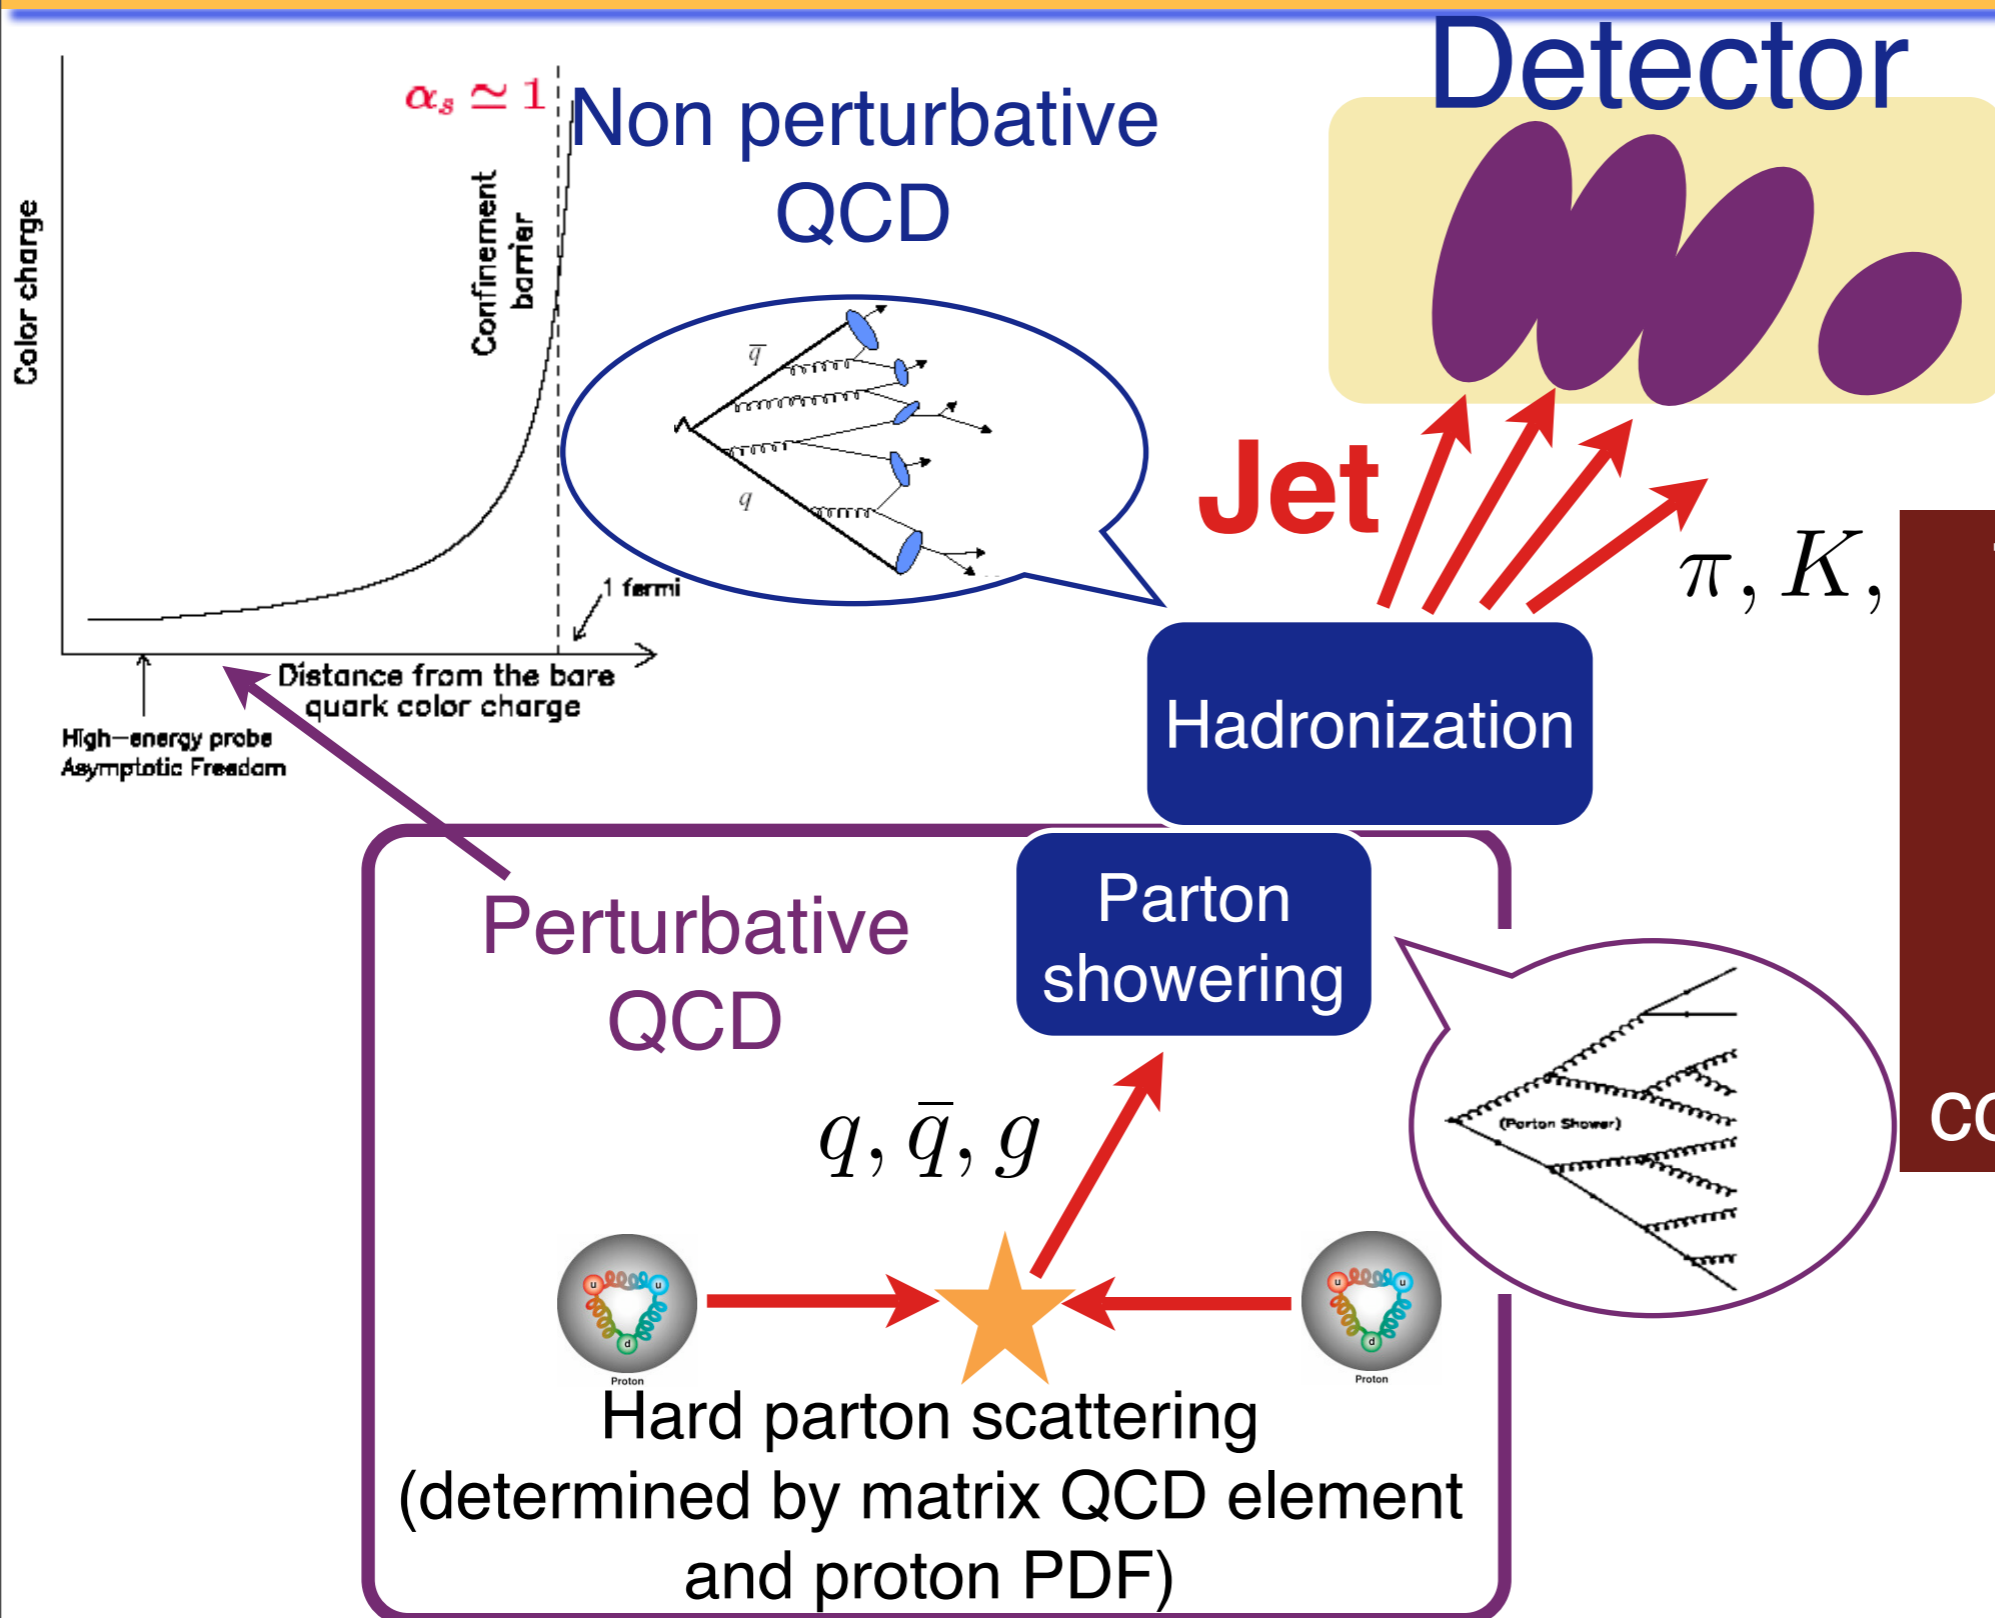 Detector
αs ≃ 1
Non perturbative
QCD
Color charge
Confinement
barrier
q̅
q
Jet
π, K,
1 fermi
Distance from the bare
quark color charge
High-energy probe
Asymptotic Freedom
Hadronization
Parton
showering
Perturbative
QCD
q, q̅, g
(Parton Shower)
co
u
u
d
Proton
u
u
d
Proton
Hard parton scattering
(determined by matrix QCD element
and proton PDF)